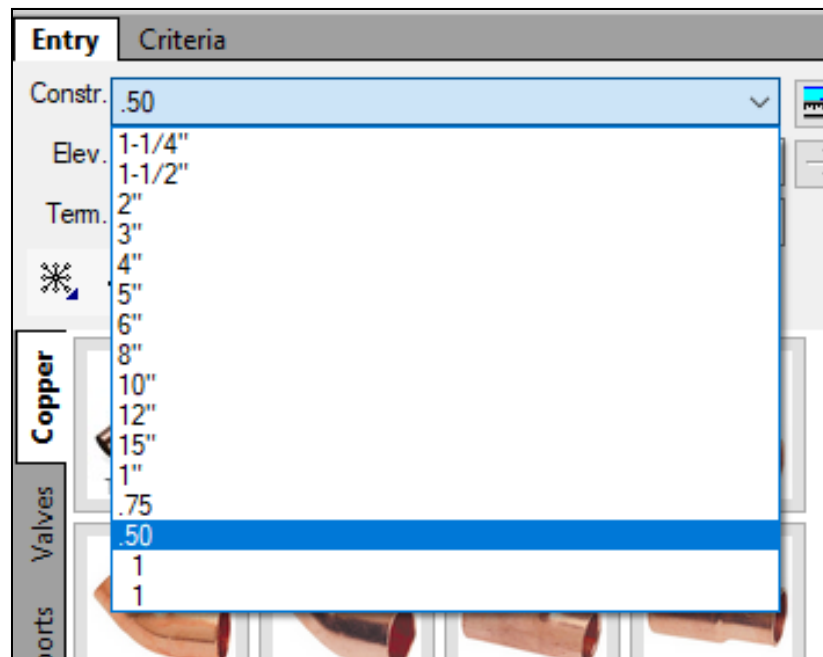 Entry Criteria
Constr. .50
Elev.
Term.
1-1/4"
1-1/2"
2"
3"
4"
5"
6"
8"
10"
12"
15"
1"
.75
.50
1
1
Copper
Valves